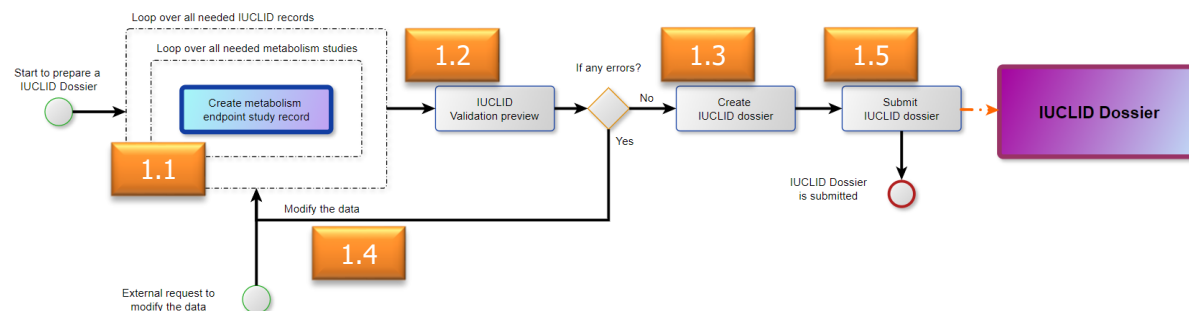 Loop over all needed IUCLID records
Loop over all needed metabolism studies
Start to prepare a
IUCLID Dossier
Create metabolism
endpoint study record
1.1
1.2
IUCLID
Validation preview
If any errors?
No
Yes
1.3
Create
IUCLID dossier
1.5
Submit
IUCLID dossier
IUCLID Dossier
IUCLID Dossier
is submitted
Modify the data
1.4
External request to
modify the data